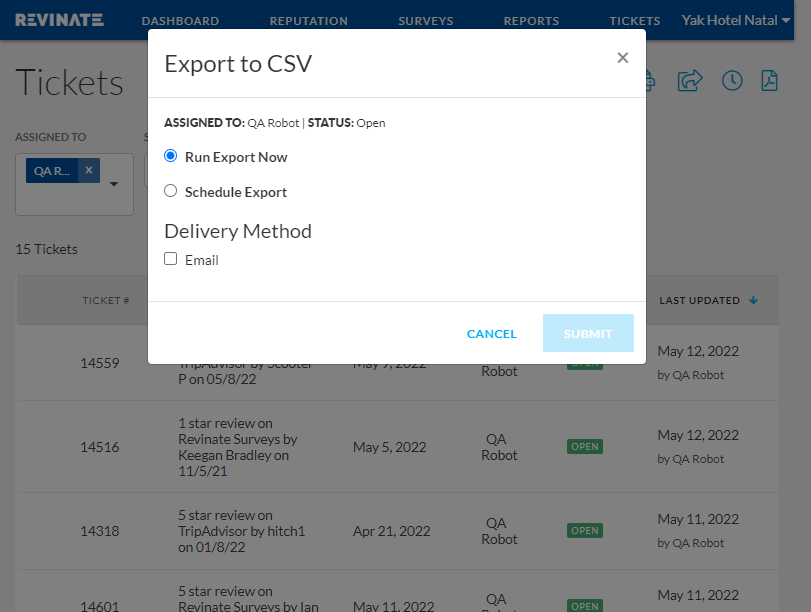 REVINATE DASHBOARD REPUTATION SURVEYS REPORTS TICKETS Yak Hotel Natal
Export to CSV ×
Tickets
ASSIGNED TO: QA Robot | STATUS: Open
ASSIGNED TO
Run Export Now
QA R... ×
Schedule Export
Delivery Method
15 Tickets
Email
TICKET # LAST UPDATED
CANCEL SUBMIT
14559 TripAdvisor by Scooter May 9, 2022 OPEN May 12, 2022
P on 05/8/22 Robot by QA Robot
1 star review on
14516 Revinate Surveys by May 5, 2022 QA OPEN May 12, 2022
Keegan Bradley on Robot by QA Robot
11/5/21
5 star review on
14318 TripAdvisor by hitch1 Apr 21, 2022 QA OPEN May 11, 2022
on 01/8/22 Robot by QA Robot
5 star review on
14601 Revinate Surveys by Ian May 11, 2022 QA OPEN May 11, 2022